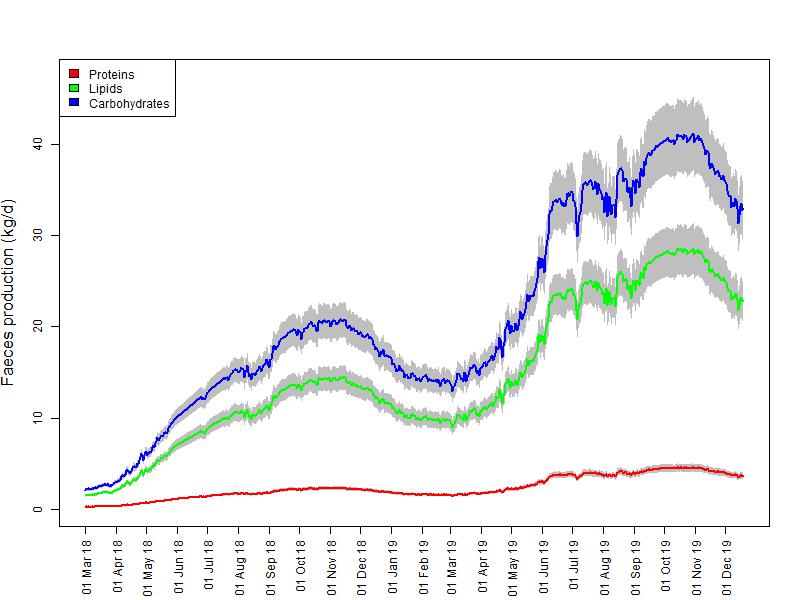 Proteins
Lipids
Carbohydrates
Faeces production (kg/d)
40
30
20
10
0
01 Mar 18
01 Apr 18
01 May 18
01 Jun 18
01 Jul 18
01 Aug 18
01 Sep 18
01 Oct 18
01 Nov 18
01 Dec 18
01 Jan 19
01 Feb 19
01 Mar 19
01 Apr 19
01 May 19
01 Jun 19
01 Jul 19
01 Aug 19
01 Sep 19
01 Oct 19
01 Nov 19
01 Dec 19